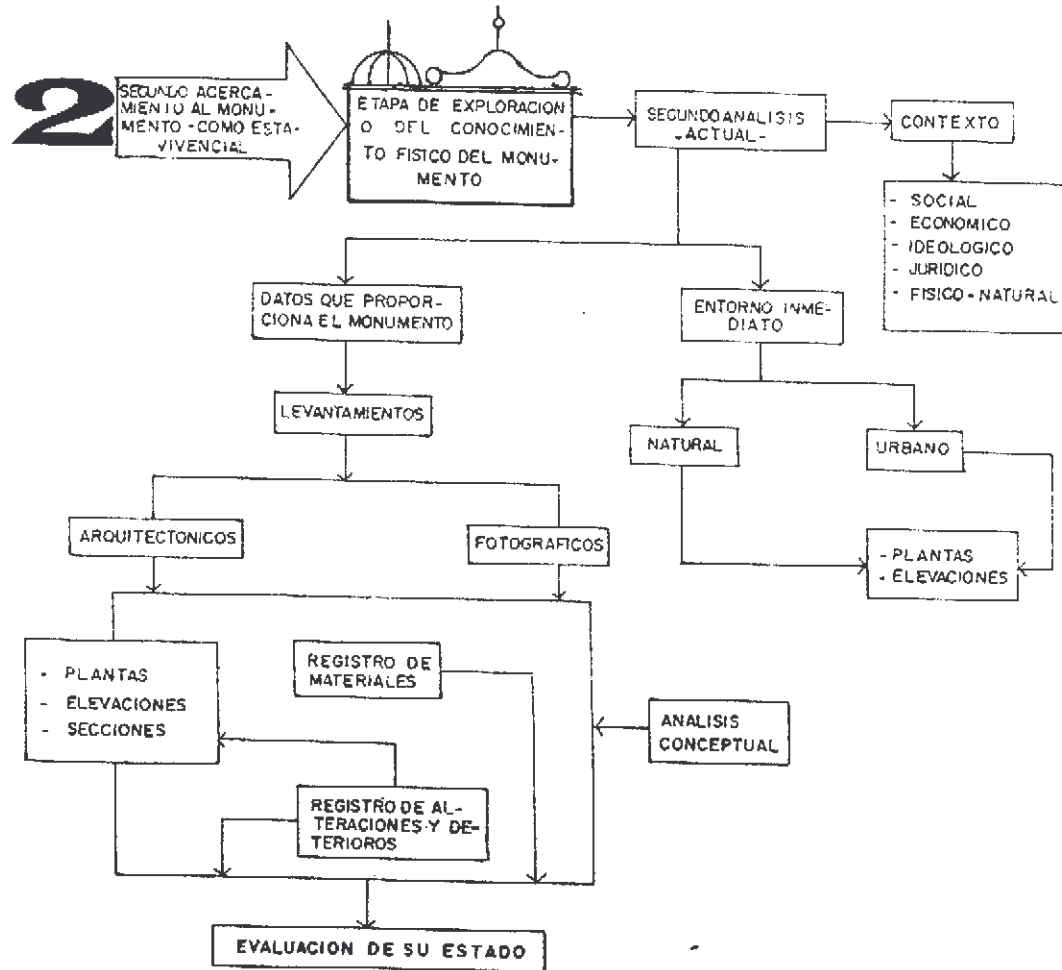 2
SEGUNDO ACERCA-
MIENTO AL MONU-
MENTO - COMO ESTA-
VIVENCIAL
ETAPA DE EXPLORACION
O DEL CONOCIMIEN-
TO FISICO DEL MONU-
MENTO
SEGUNDO ANALISIS
-ACTUAL-
CONTEXTO
- SOCIAL
- ECONOMICO
- IDEOLOGICO
- JURIDICO
- FISICO - NATURAL
DATOS QUE PROPOR-
CIONA EL MONUMENTO
ENTORNO INME-
DIATO
LEVANTAMIENTOS
NATURAL
URBANO
ARQUITECTONICOS
FOTOGRAFICOS
- PLANTAS
- ELEVACIONES
- PLANTAS
- ELEVACIONES
- SECCIONES
REGISTRO DE
MATERIALES
ANALISIS
CONCEPTUAL
REGISTRO DE AL-
TERACIONES Y DE-
TERIOROS
EVALUACION DE SU ESTADO